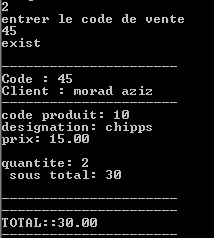 2
entrer le code de vente
45
exist
-----------------------
Code : 45
Client : morad aziz
-----------------------
code produit: 10
designation: chipps
prix: 15.00
quantite: 2
sous total: 30
-----------------------
-----------------------
TOTAL::30.00
-----------------------